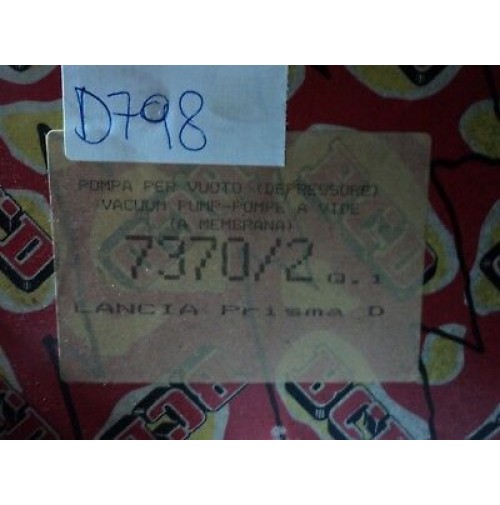 D798
POMPA PER VUOTO (DEPRESSORE)
VACUUM PUMP-POMPE A VIDE
(A MEMBRANA)
7370/2 Q.1
LANCIA Prisma D